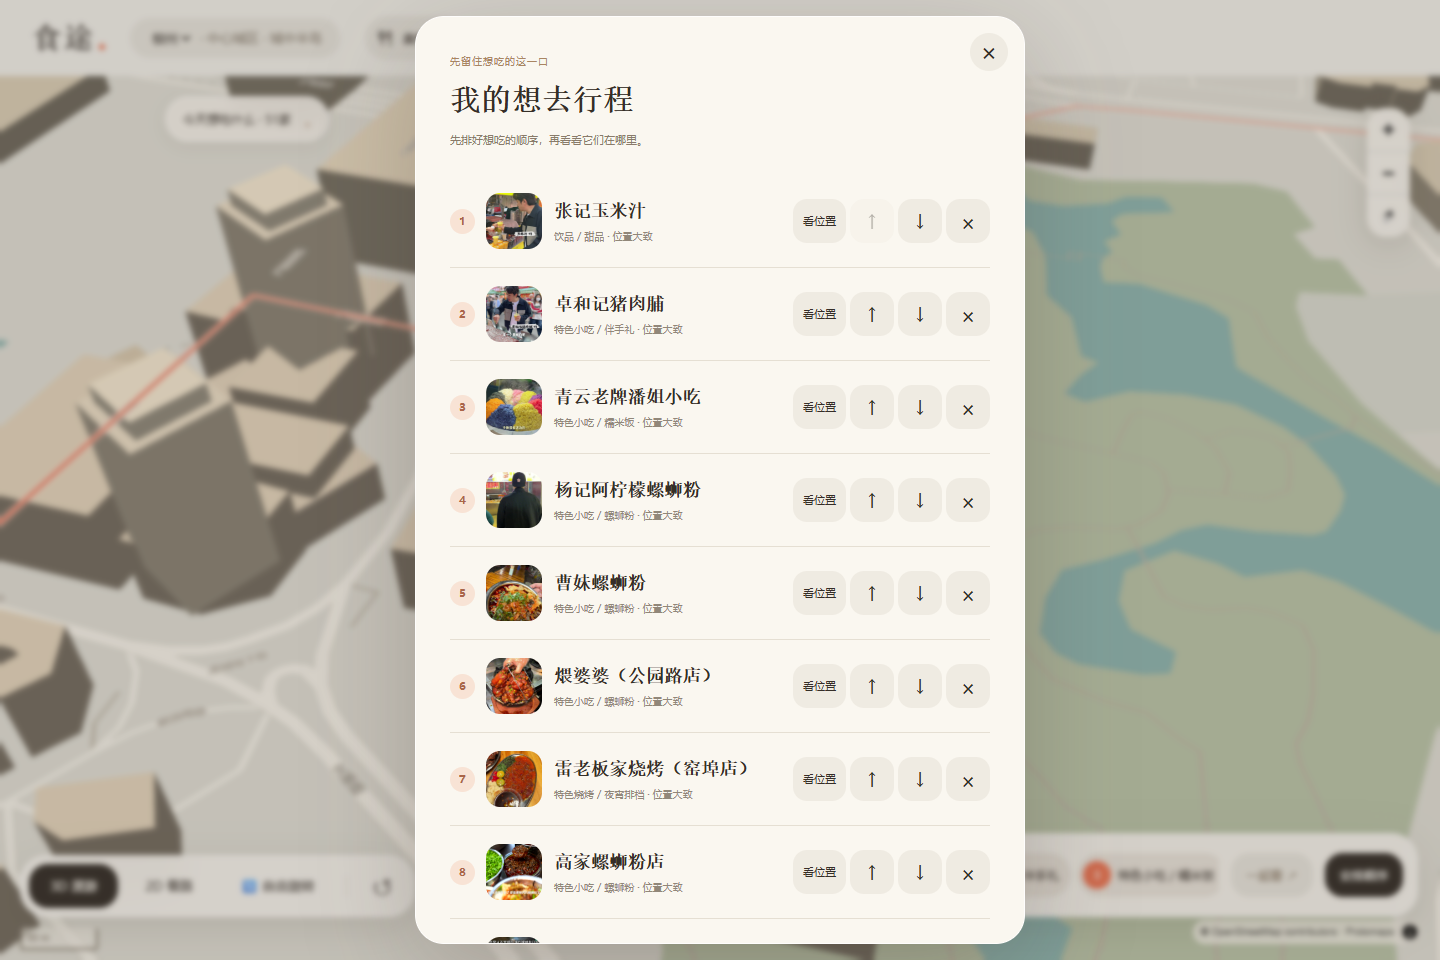 食途.
先留住想吃的这一口
我的想去行程
先排好想吃的顺序，再看看它们在哪里。
×
1
张记玉米汁
饮品 / 甜品 · 位置大致
看位置 ↑ ↓ ×
2
卓和记猪肉脯
特色小吃 / 伴手礼 · 位置大致
看位置 ↑ ↓ ×
3
青云老牌潘姐小吃
特色小吃 / 糯米饭 · 位置大致
看位置 ↑ ↓ ×
4
杨记阿柠檬螺蛳粉
特色小吃 / 螺蛳粉 · 位置大致
看位置 ↑ ↓ ×
5
曹妹螺蛳粉
特色小吃 / 螺蛳粉 · 位置大致
看位置 ↑ ↓ ×
6
煨婆婆（公园路店）
特色小吃 / 螺蛳粉 · 位置大致
看位置 ↑ ↓ ×
7
雷老板家烧烤（窑埠店）
特色烧烤 / 夜宵排档 · 位置大致
看位置 ↑ ↓ ×
8
高家螺蛳粉店
特色小吃 / 螺蛳粉 · 位置大致
看位置 ↑ ↓ ×